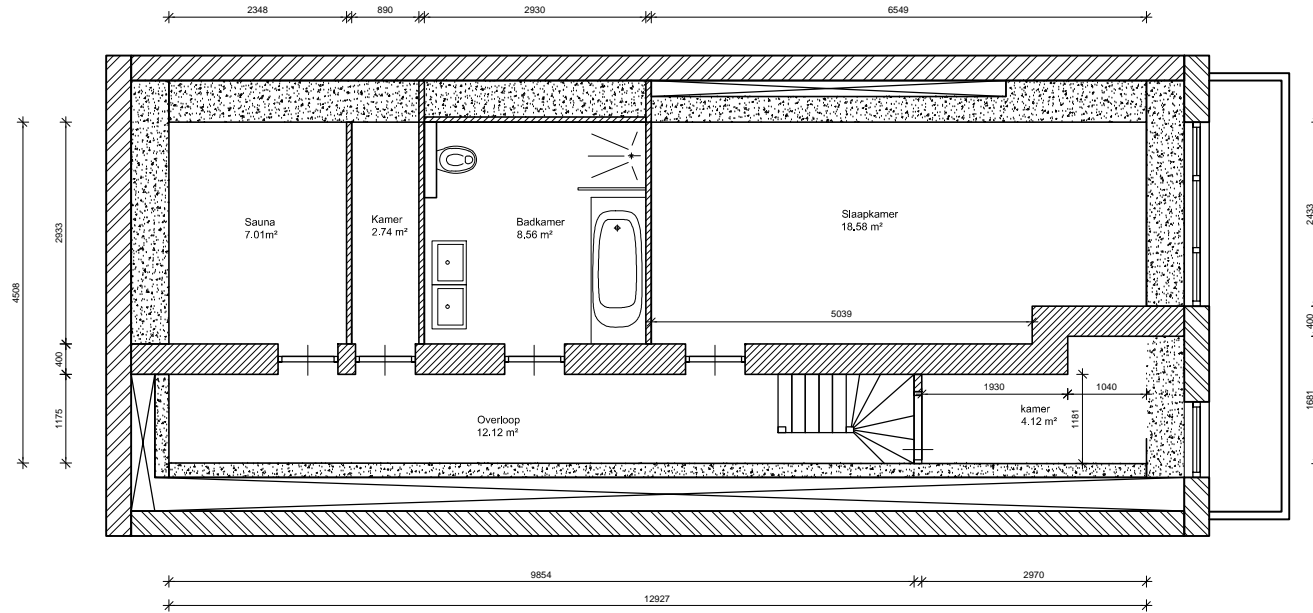 2348
890
2930
6549
4508
2933
400
1175
Sauna
7.01m²
Kamer
2.74 m²
Badkamer
8,56 m²
Slaapkamer
18,58 m²
5039
2433
400
1681
Overloop
12.12 m²
1930
1040
kamer
4.12 m²
1181
9854
2970
12927